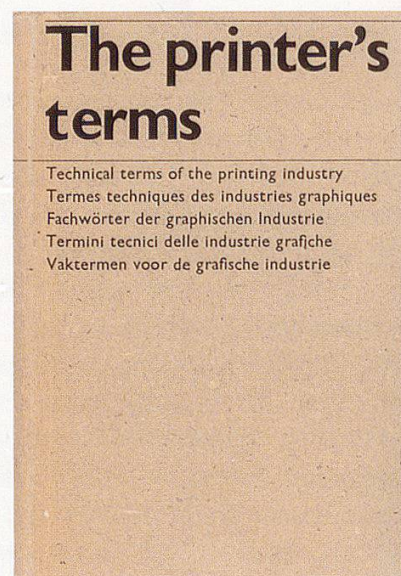 The printer's
terms
Technical terms of the printing industry
Termes techniques des industries graphiques
Fachwörter der graphischen Industrie
Termini tecnici delle industrie grafiche
Vaktermen voor de grafische industrie